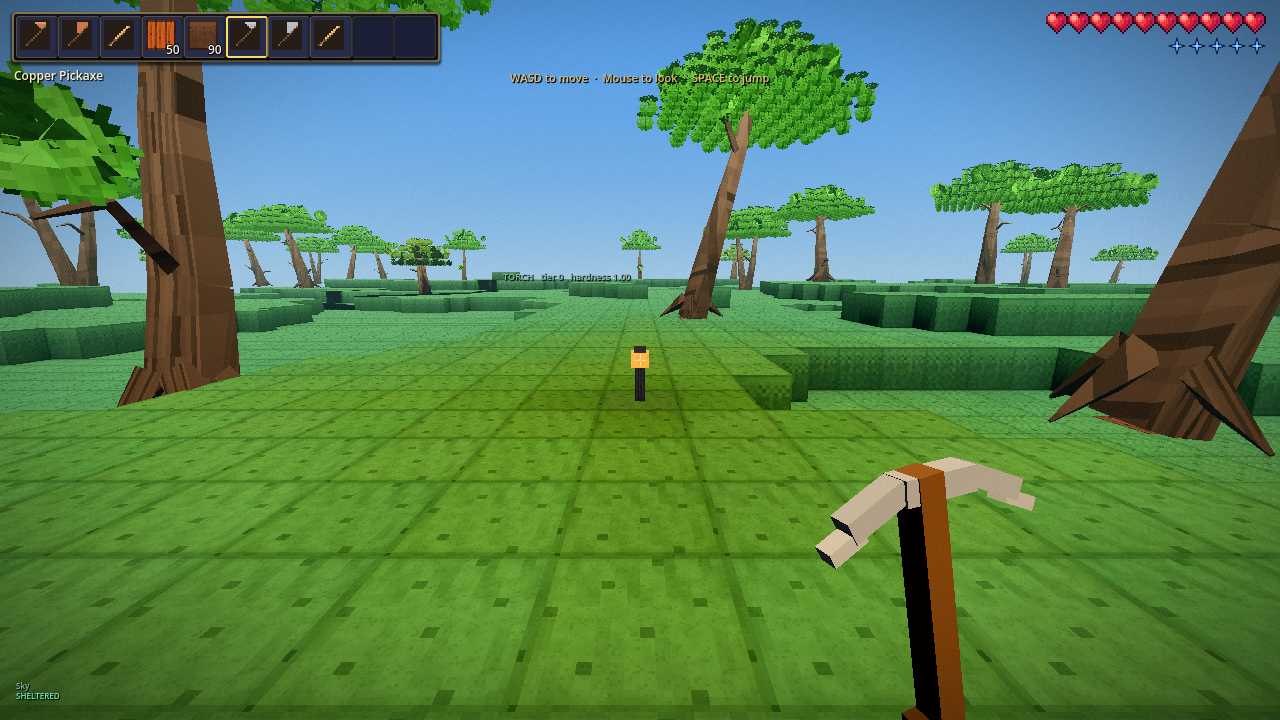 50 90
Copper Pickaxe
WASD to move · Mouse to look · SPACE to jump
TORCH tier 0 hardness 1.00
Sky
SHELTERED